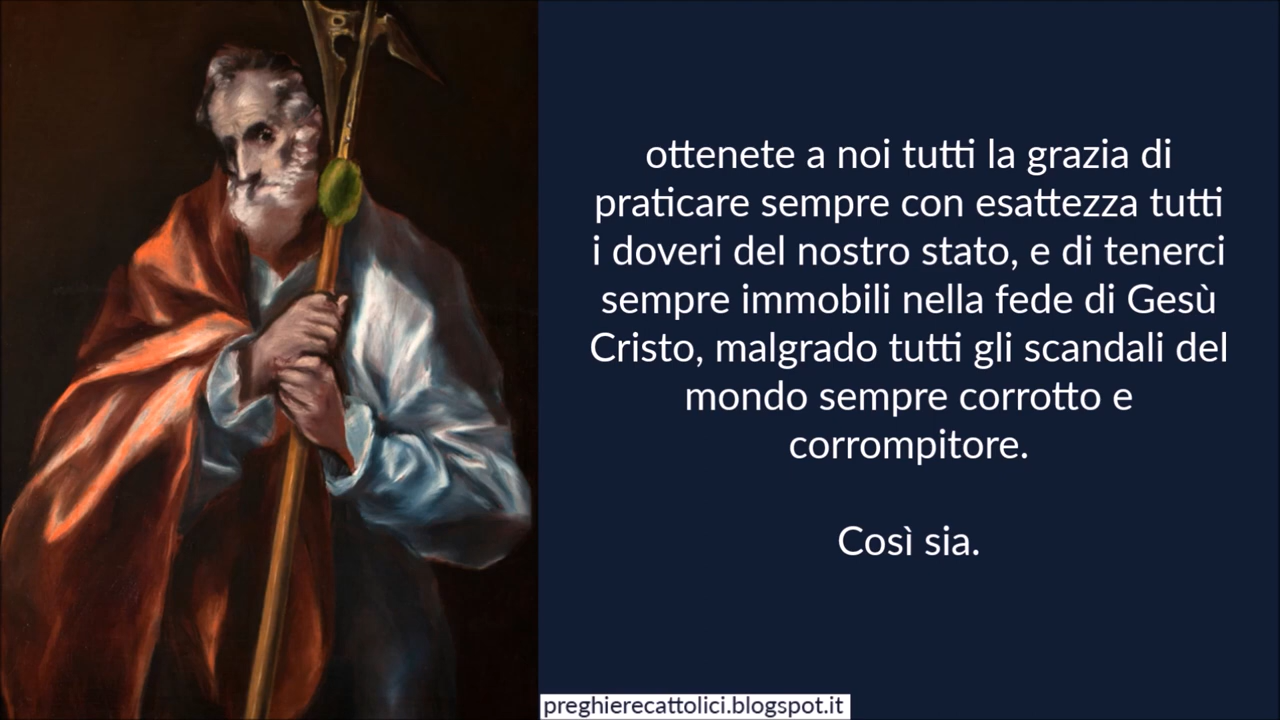 ottenete a noi tutti la grazia di
praticare sempre con esattezza tutti
i doveri del nostro stato, e di tenerci
sempre immobili nella fede di Gesù
Cristo, malgrado tutti gli scandali del
mondo sempre corrotto e
corrompitore.
Così sia.
preghierecattolici.blogspot.it